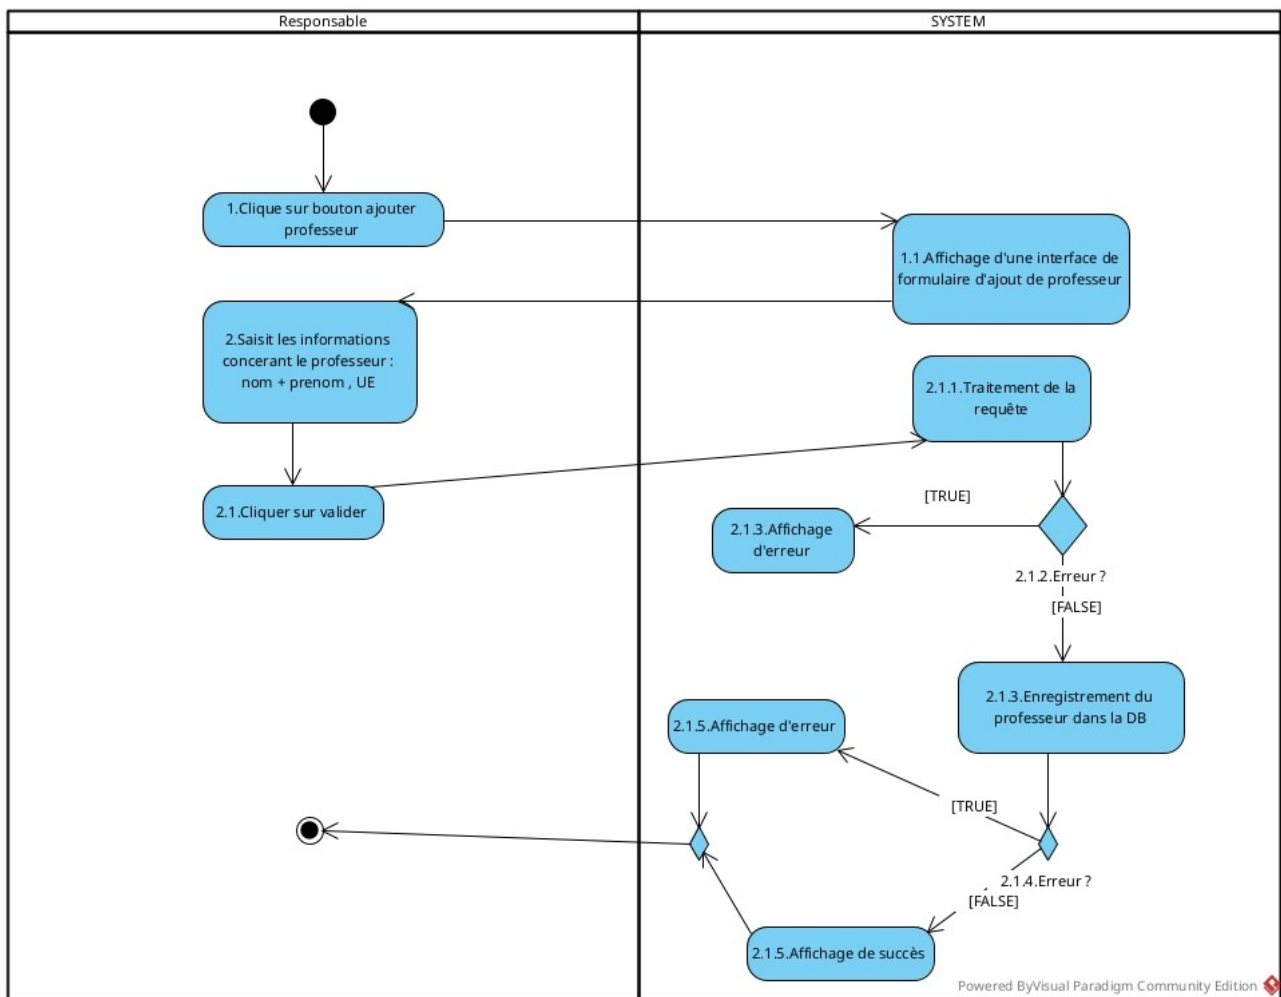 Responsable
SYSTEM
1.Clique sur bouton ajouter
professeur
1.1.Affichage d'une interface de
formulaire d'ajout de professeur
2.Saisit les informations
concerant le professeur :
nom + prenom , UE
2.1.1.Traitement de la
requête
2.1.Cliquer sur valider
[TRUE]
2.1.3.Affichage
d'erreur
2.1.2.Erreur ?
[FALSE]
2.1.3.Enregistrement du
professeur dans la DB
2.1.5.Affichage d'erreur
[TRUE]
2.1.4.Erreur ?
[FALSE]
2.1.5.Affichage de succès
Powered ByVisual Paradigm Community Edition